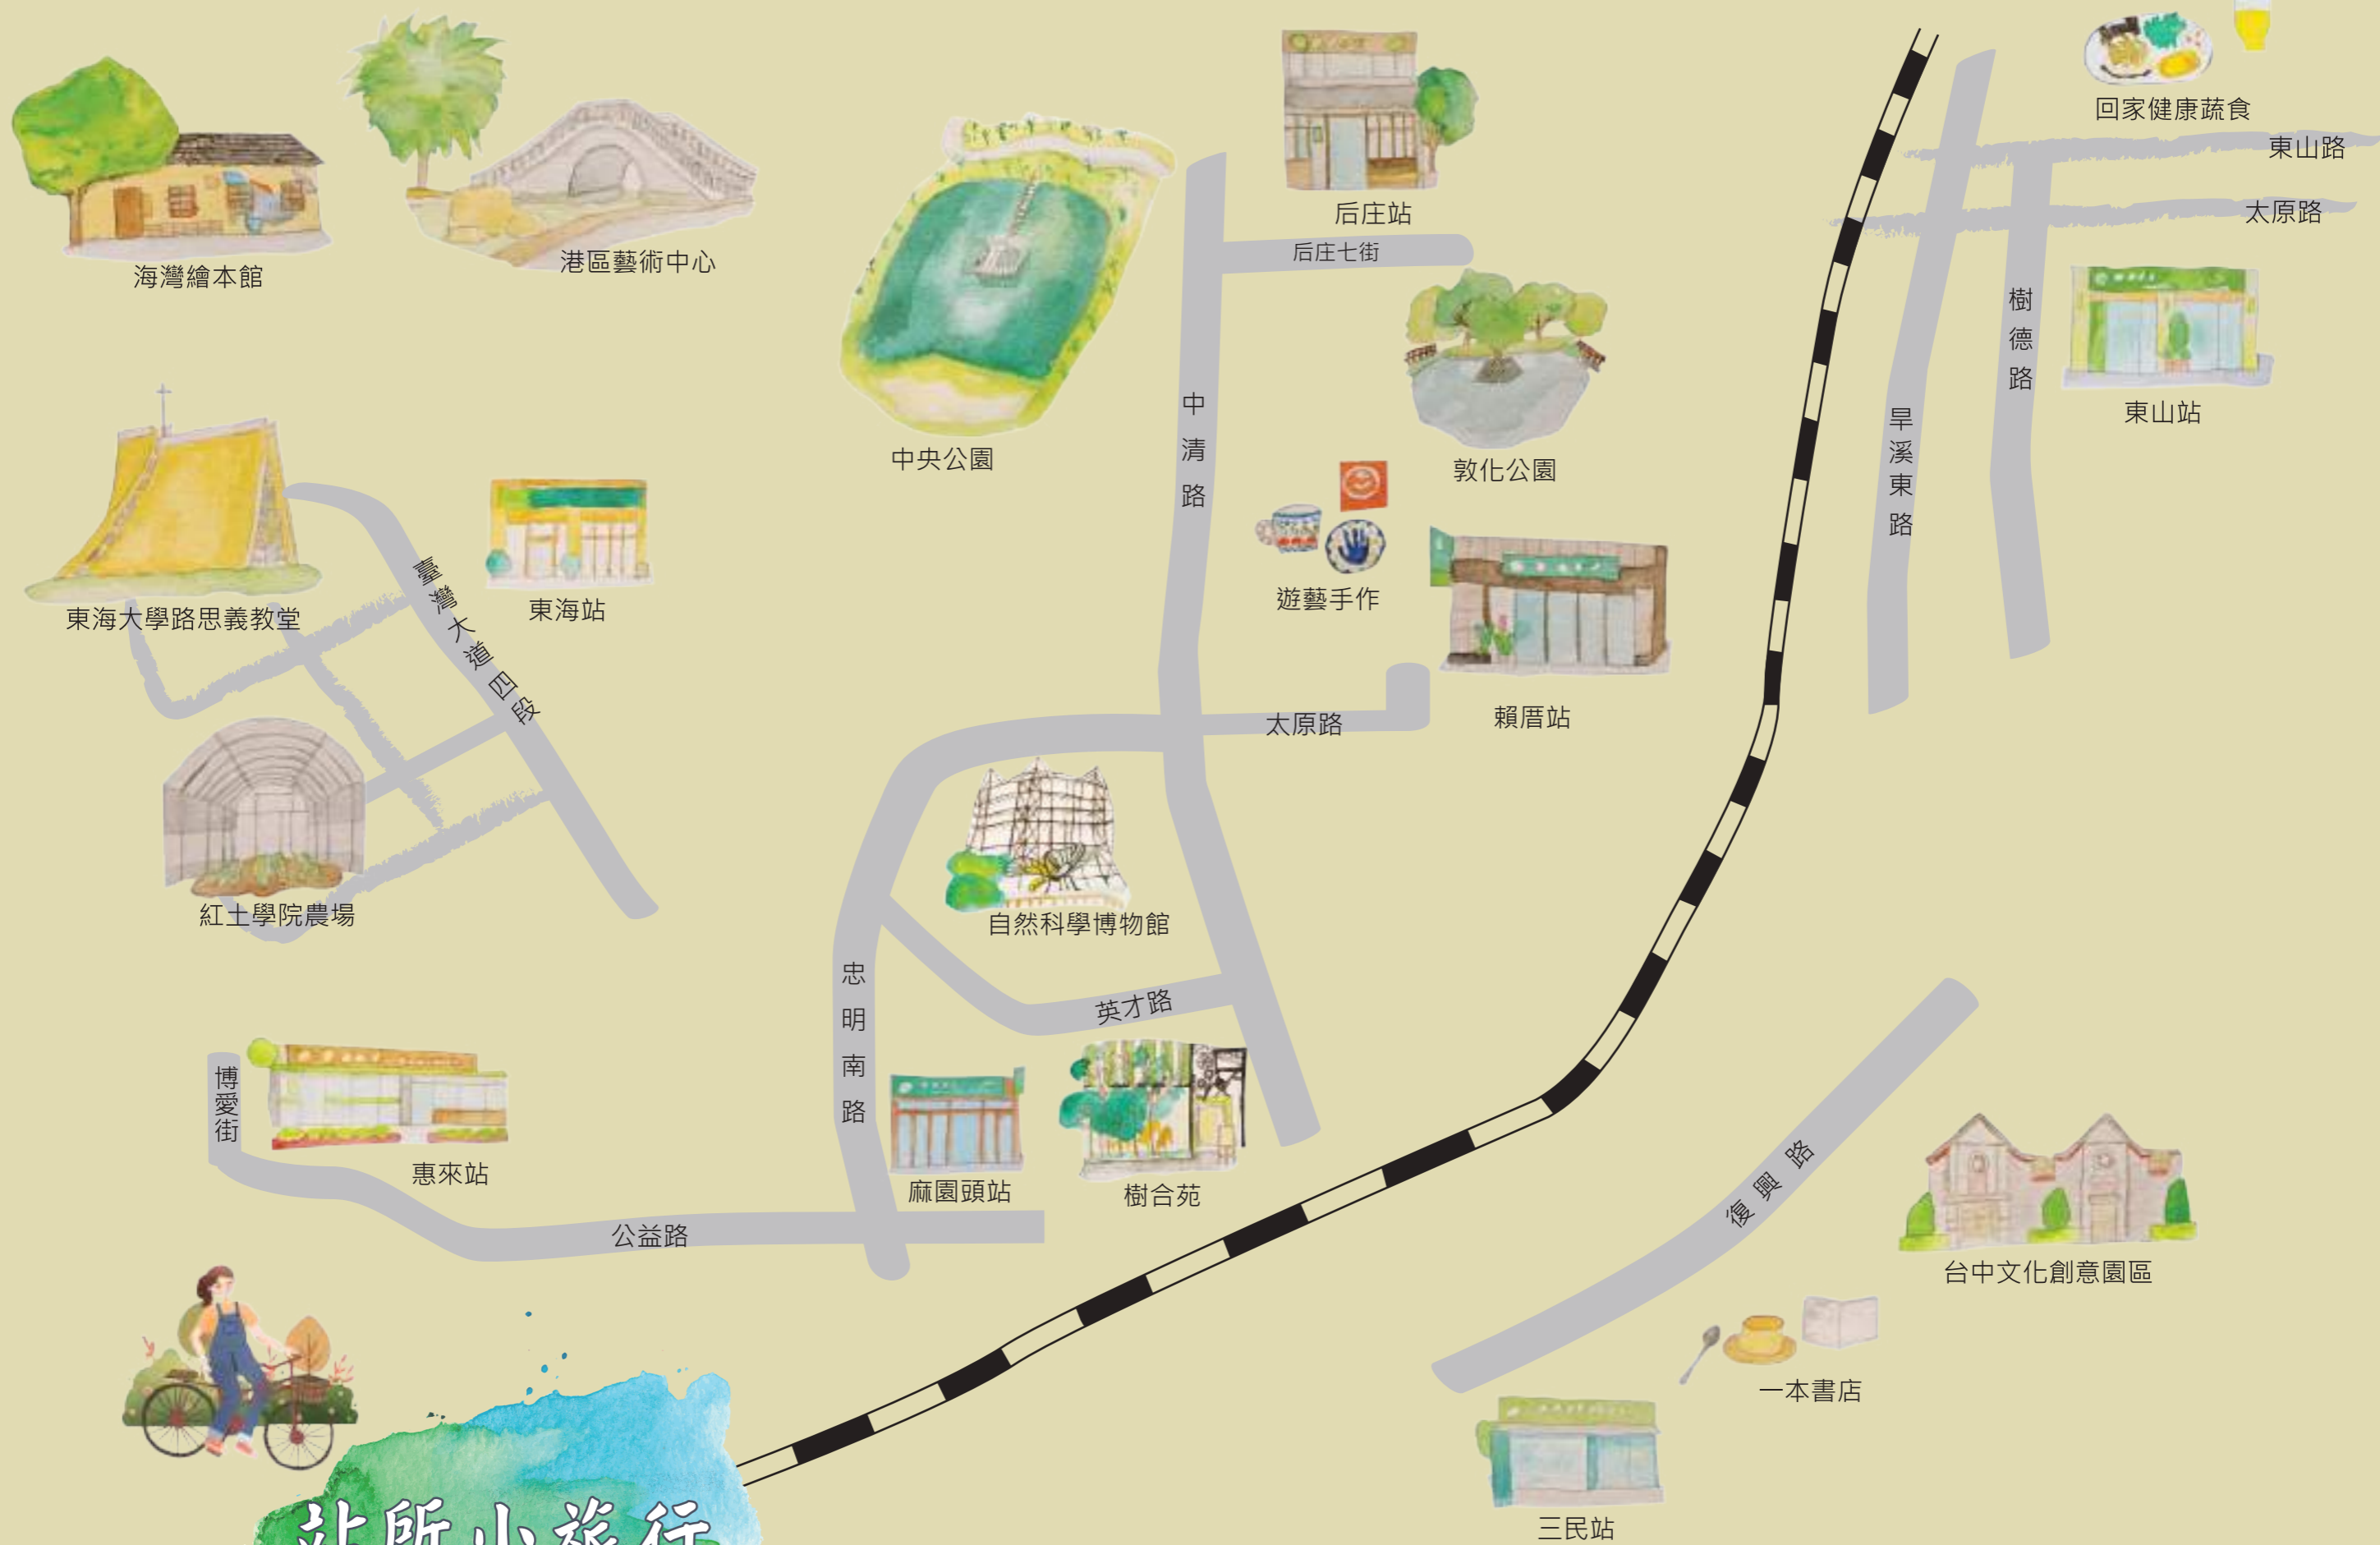 回家健康蔬食
東山路
后庄站
太原路
后庄七街
海灣繪本館
港區藝術中心
樹德路
東山站
中清路
旱溪東路
中央公園
敦化公園
東海大學路思義教堂
東海站
臺灣大道四段
遊藝手作
賴厝站
太原路
紅土學院農場
自然科學博物館
忠明南路
英才路
博愛街
惠來站
麻園頭站
樹合苑
公益路
復興路
台中文化創意園區
一本書店
三民站
站所小旅行